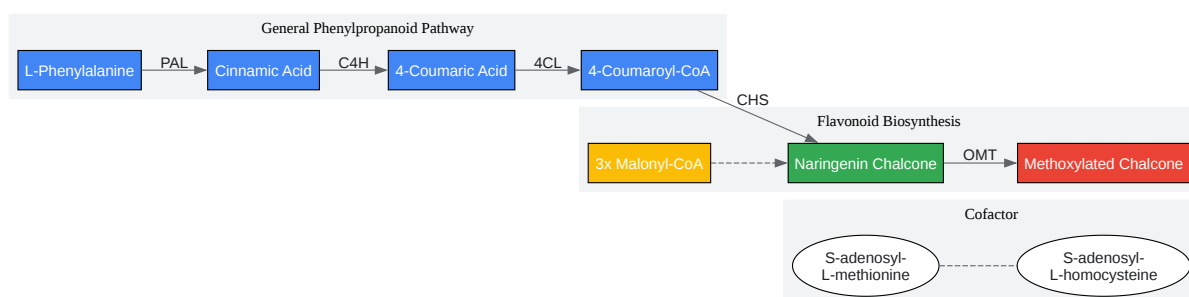 General Phenylpropanoid Pathway
L-Phenylalanine
PAL
Cinnamic Acid
C4H
4-Coumaric Acid
4CL
4-Coumaroyl-CoA
CHS
Flavonoid Biosynthesis
3x Malonyl-CoA
Naringenin Chalcone
OMT
Methoxylated Chalcone
Cofactor
S-adenosyl-
L-methionine
S-adenosyl-
L-homocysteine